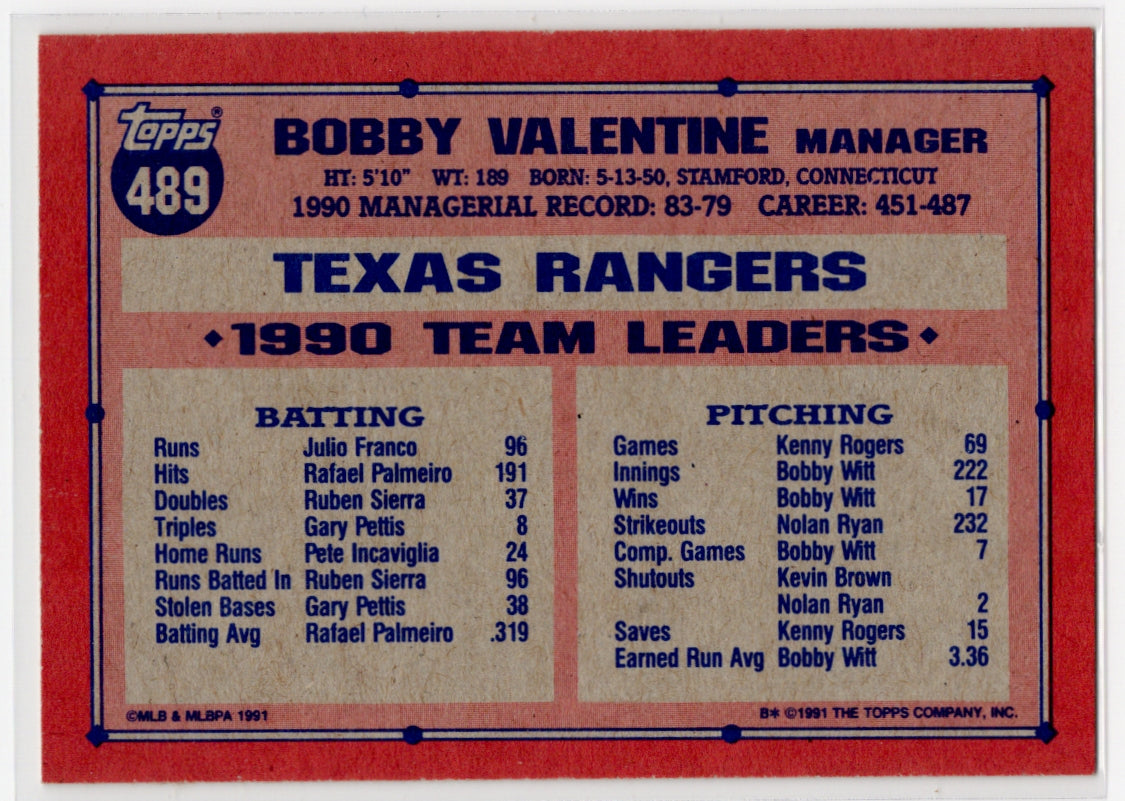 Topps®
489
BOBBY VALENTINE MANAGER
HT: 5'10" WT: 189 BORN: 5-13-50, STAMFORD, CONNECTICUT
1990 MANAGERIAL RECORD: 83-79 CAREER: 451-487
TEXAS RANGERS
1990 TEAM LEADERS
BATTING
Runs Julio Franco 96
Hits Rafael Palmeiro 191
Doubles Ruben Sierra 37
Triples Gary Pettis 8
Home Runs Pete Incaviglia 24
Runs Batted In Ruben Sierra 96
Stolen Bases Gary Pettis 38
Batting Avg Rafael Palmeiro .319
PITCHING
Games Kenny Rogers 69
Innings Bobby Witt 222
Wins Bobby Witt 17
Strikeouts Nolan Ryan 232
Comp. Games Bobby Witt 7
Shutouts Kevin Brown
Nolan Ryan 2
Saves Kenny Rogers 15
Earned Run Avg Bobby Witt 3.36
©MLB & MLBPA 1991
B* ©1991 THE TOPPS COMPANY, INC.